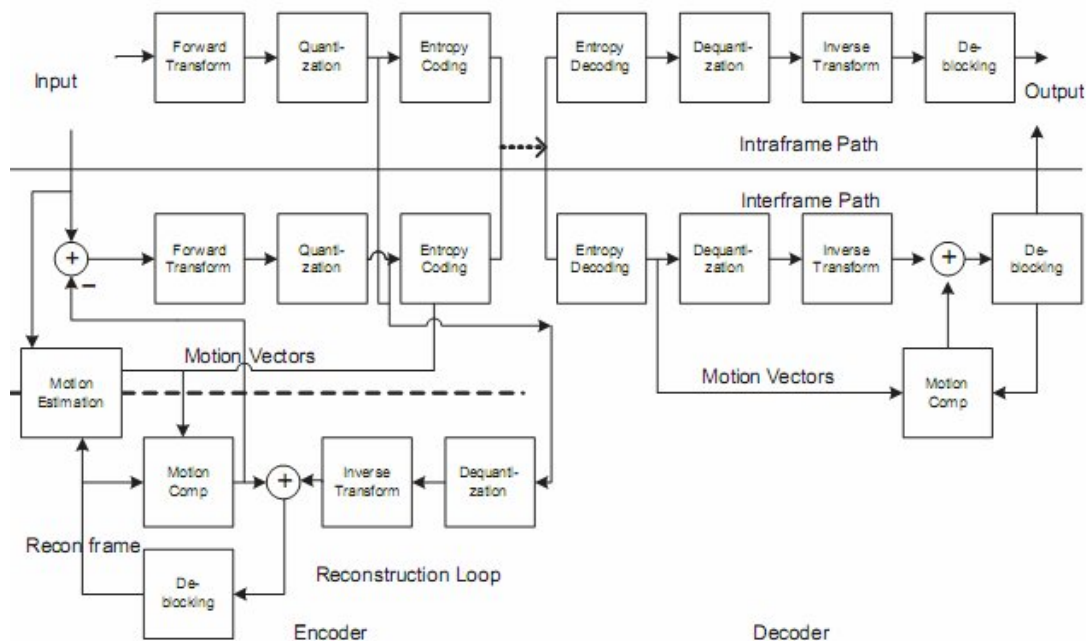 Input
Forward
Transform
Quanti-
zation
Entropy
Coding
Entropy
Decoding
Dequanti-
zation
Inverse
Transform
De-
blocking
Output
Intraframe Path
Interframe Path
+
−
Forward
Transform
Quanti-
zation
Entropy
Coding
Entropy
Decoding
Dequanti-
zation
Inverse
Transform
+
De-
blocking
Motion
Estimation
Motion Vectors
Motion Vectors
Motion
Comp
Motion
Comp
+
Inverse
Transform
Dequanti-
zation
Recon frame
De-
blocking
Reconstruction Loop
Encoder
Decoder